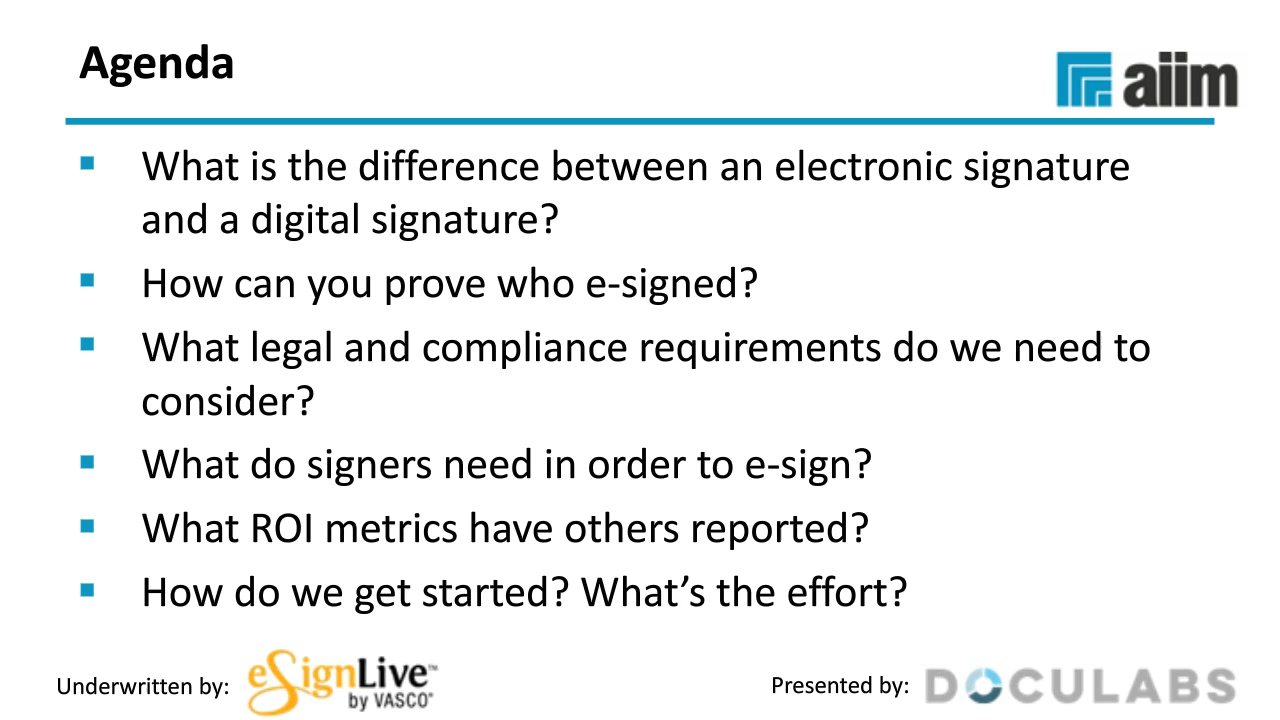 Agenda
aiim
▪ What is the difference between an electronic signature
and a digital signature?
▪ How can you prove who e-signed?
▪ What legal and compliance requirements do we need to
consider?
▪ What do signers need in order to e-sign?
▪ What ROI metrics have others reported?
▪ How do we get started? What’s the effort?
Underwritten by:
eSignLive™
by VASCO®
Presented by:
DOCULABS